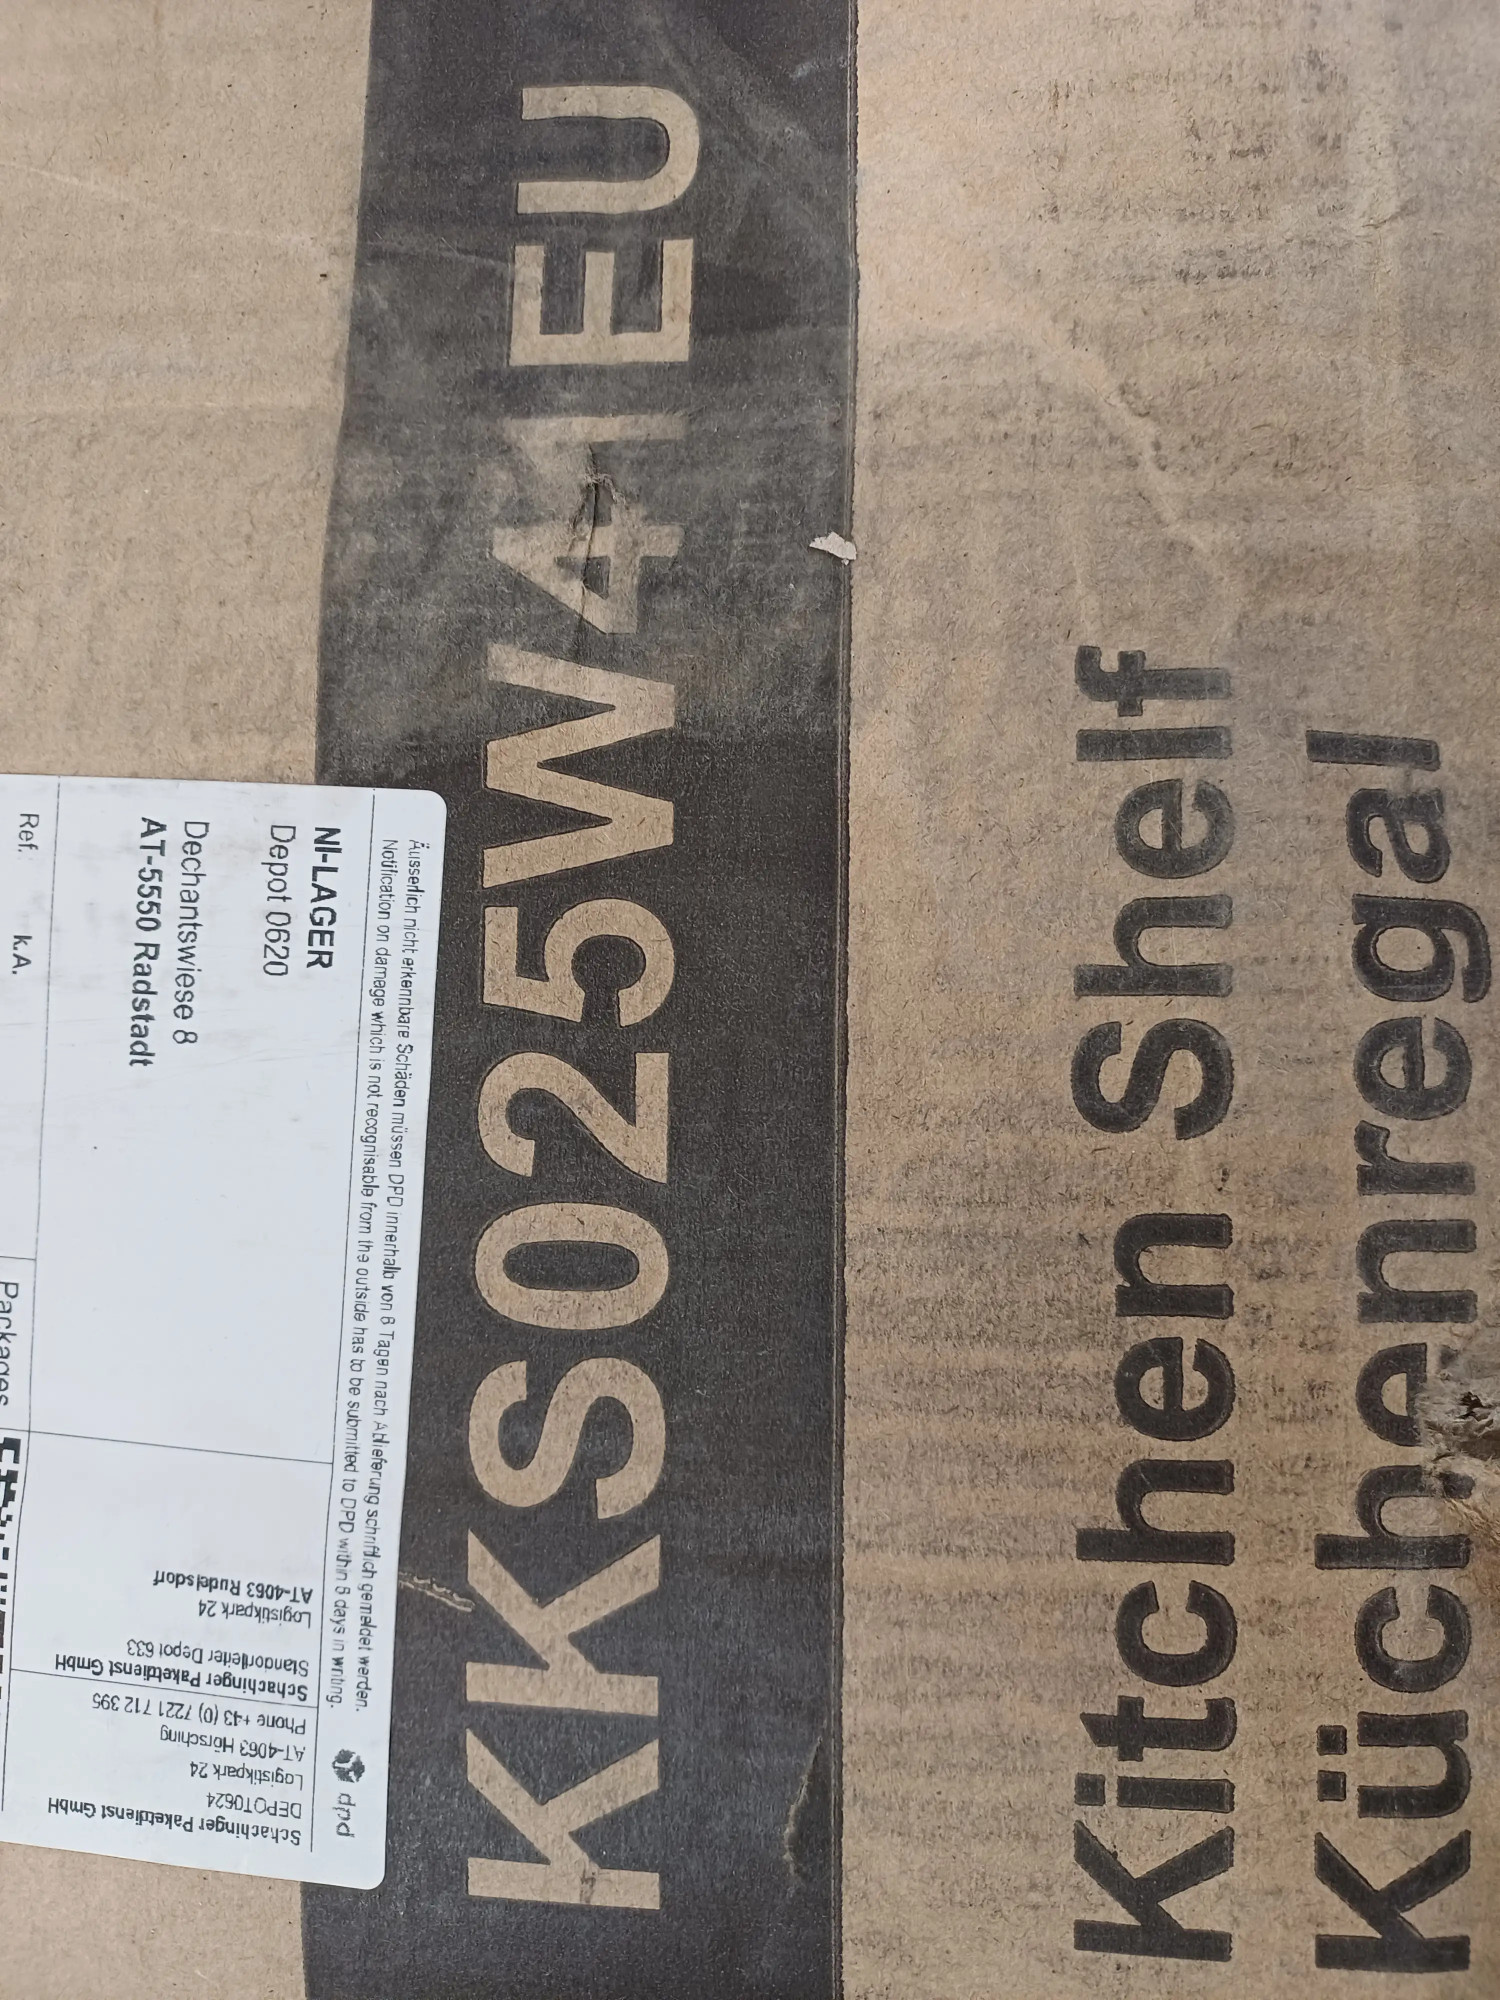 KKS025W41EU
Kitchen Shelf
Küchenregal
Äusserlich nicht erkennbare Schäden müssen DPD innerhalb von 6 Tagen nach Ablieferung schriftlich gemeldet werden.
Notification on damage which is not recognisable from the outside has to be submitted to DPD within 6 days in writing.
dpd
NI-LAGER
Depot 0620
Dechantswiese 8
AT-5550 Radstadt
Ref: k.A.
Packages
Schachinger Paketdienst GmbH
Standortleiter Depot 633
Logistikpark 24
AT-4063 Rudelsdorf
Schachinger Paketdienst GmbH
DEPOT0624
Logistikpark 24
AT-4063 Hörsching
Phone +43 (0) 7221 712 395